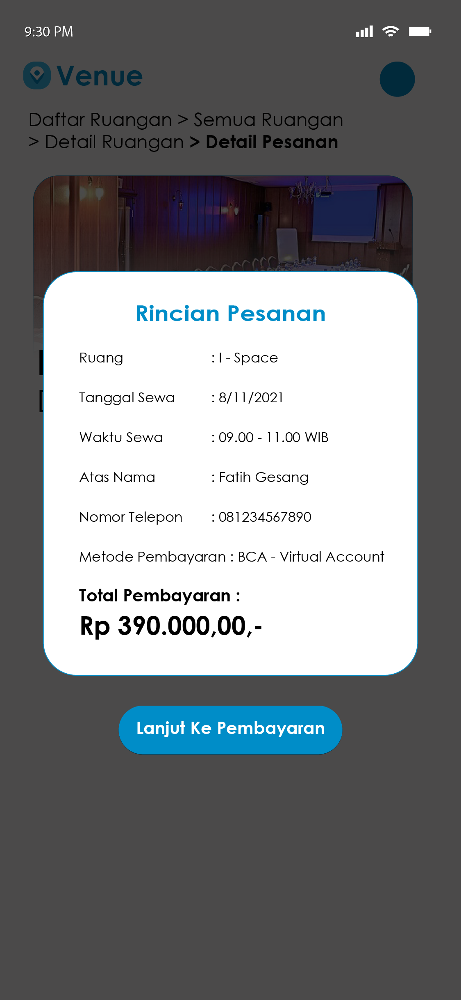 9:30 PM
Venue
Daftar Ruangan > Semua Ruangan
> Detail Ruangan > Detail Pesanan
Rincian Pesanan
Ruang : I - Space
Tanggal Sewa : 8/11/2021
Waktu Sewa : 09.00 - 11.00 WIB
Atas Nama : Fatih Gesang
Nomor Telepon : 081234567890
Metode Pembayaran : BCA - Virtual Account
Total Pembayaran :
Rp 390.000,00,-
Lanjut Ke Pembayaran